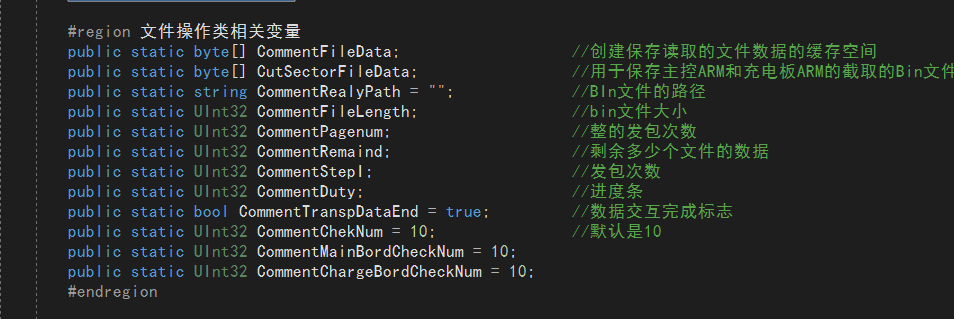 #region 文件操作类相关变量
public static byte[] CommentFileData; //创建保存读取的文件数据的缓存空间
public static byte[] CutSectorFileData; //用于保存主控ARM和充电板ARM的截取的Bin文件
public static string CommentRealyPath = ""; //BIn文件的路径
public static UInt32 CommentFileLength; //bin文件大小
public static UInt32 CommentPagenum; //整的发包次数
public static UInt32 CommentRemaind; //剩余多少个文件的数据
public static UInt32 CommentStepI; //发包次数
public static UInt32 CommentDuty; //进度条
public static bool CommentTranspDataEnd = true; //数据交互完成标志
public static UInt32 CommentChekNum = 10; //默认是10
public static UInt32 CommentMainBordCheckNum = 10;
public static UInt32 CommentChargeBordCheckNum = 10;
#endregion